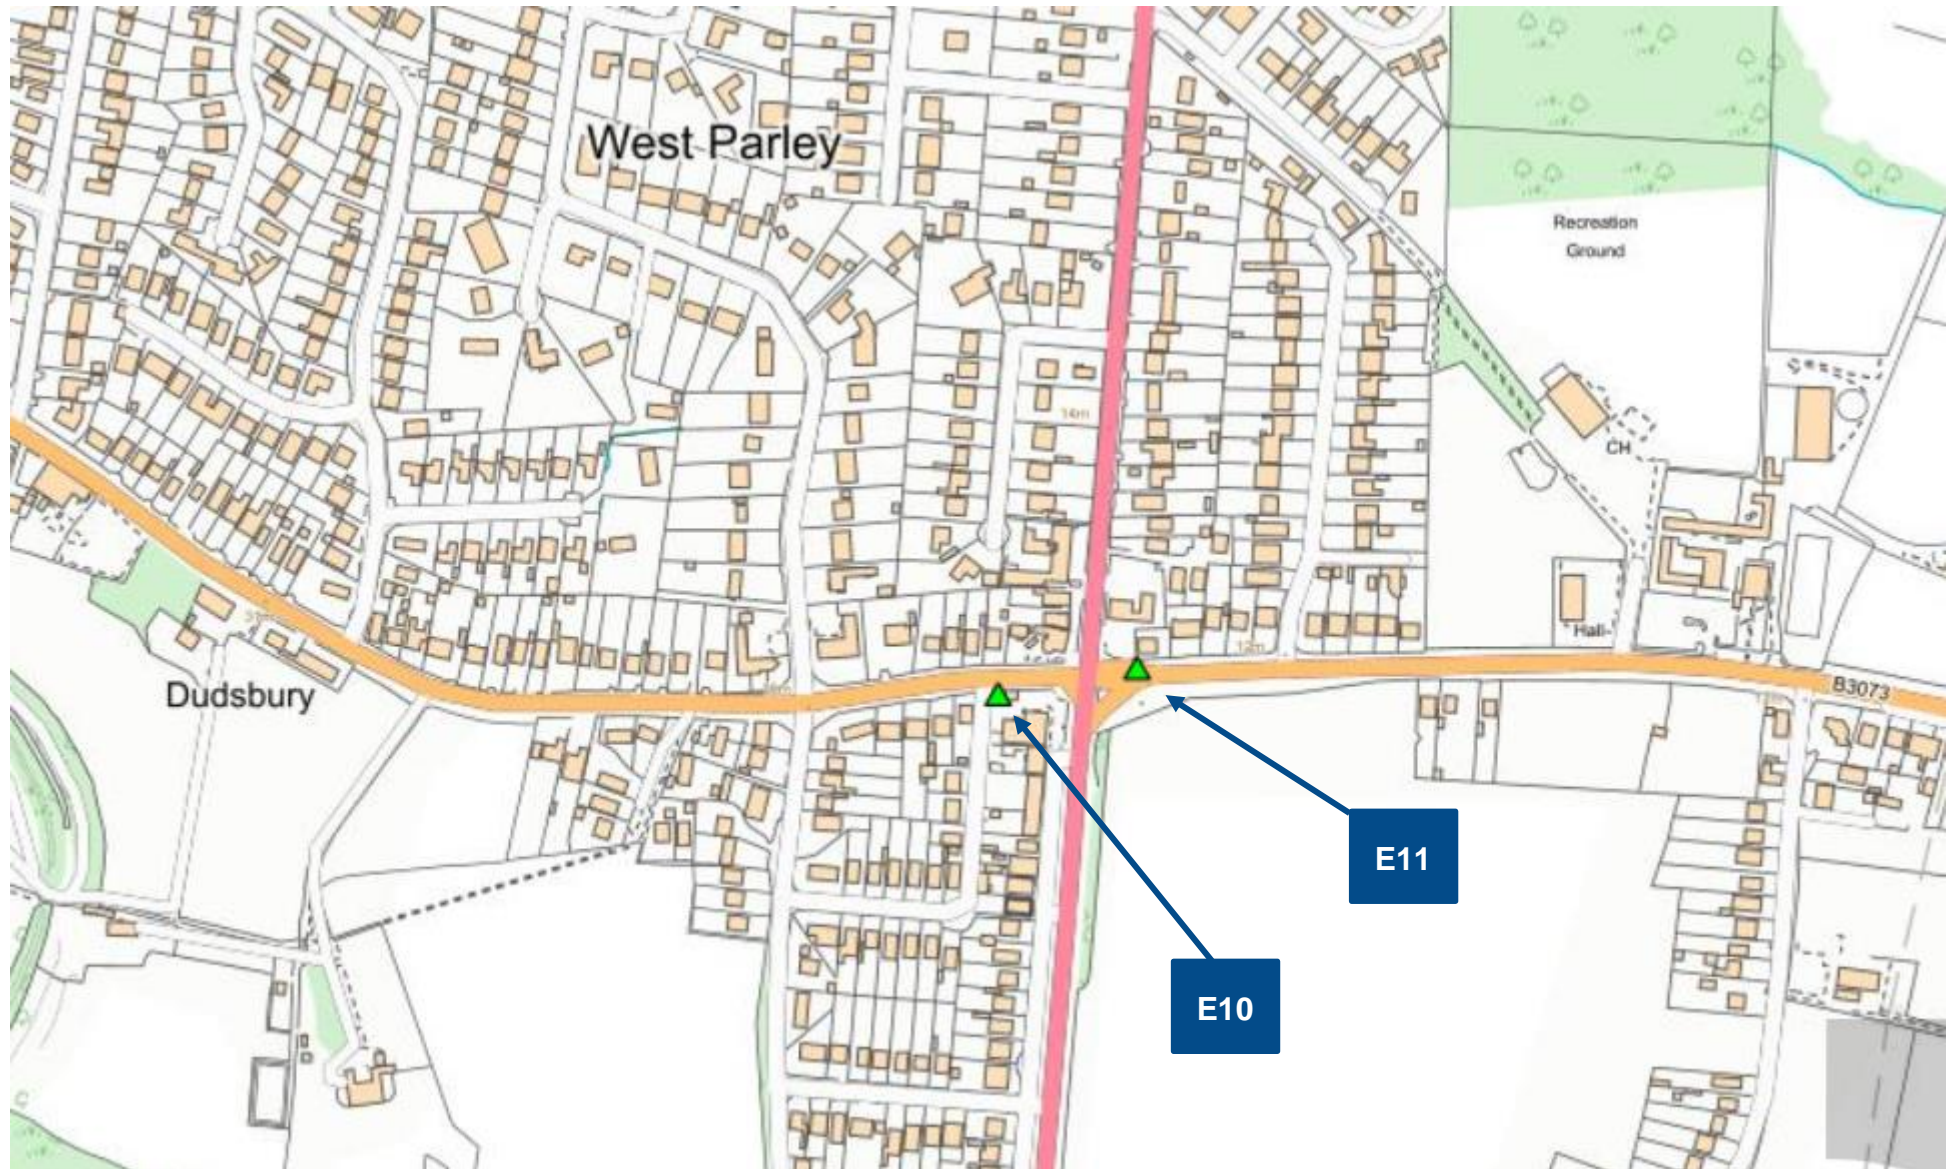 West Parley
Recreation
Ground
14m
CH
Hall
12m
Dudsbury
B3073
E11
E10